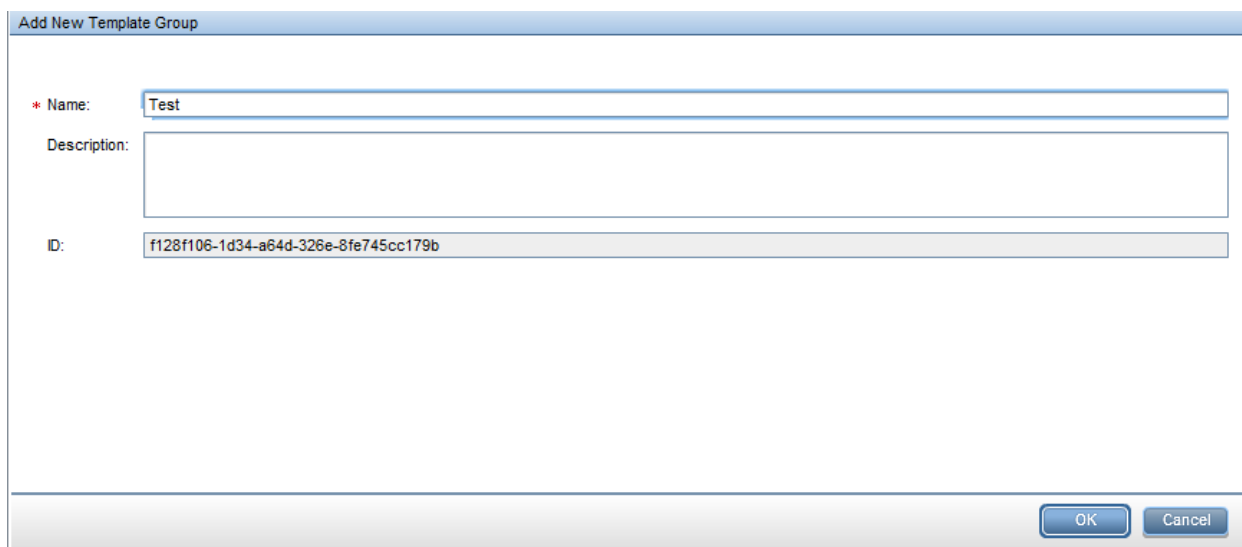 Add New Template Group
* Name: Test
Description:
ID: f128f106-1d34-a64d-326e-8fe745cc179b
OK Cancel